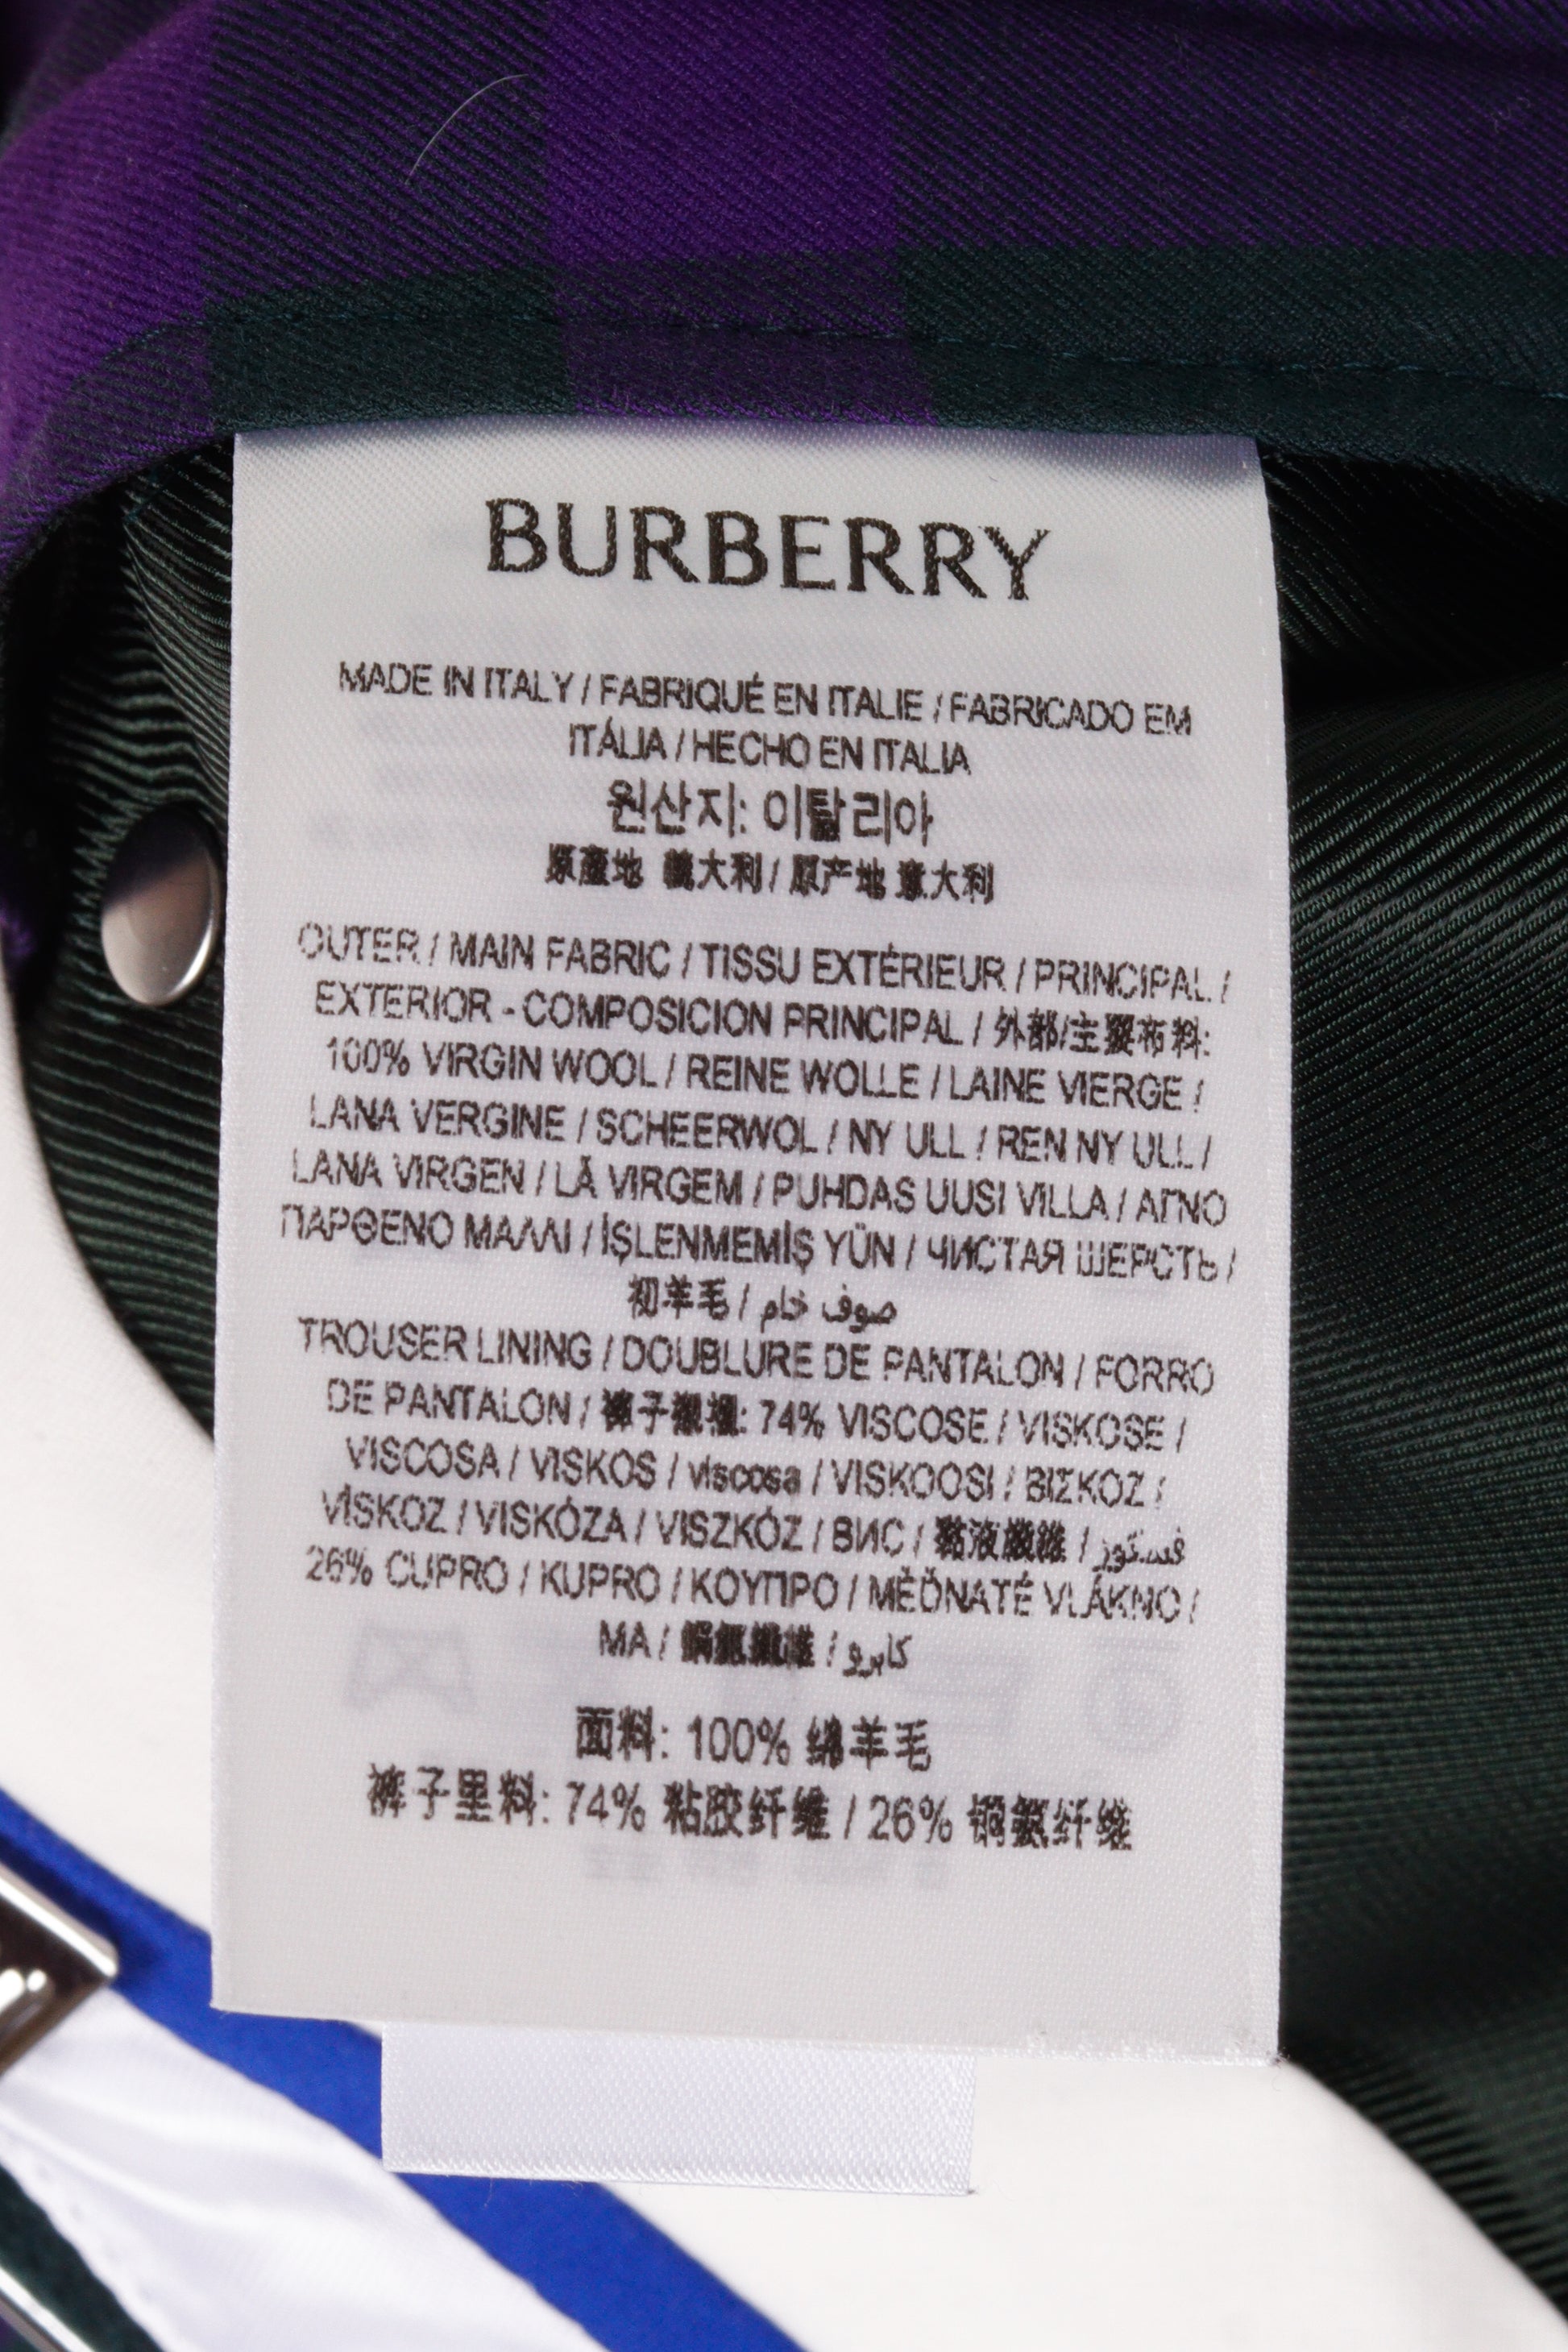 BURBERRY
MADE IN ITALY / FABRIQUÉ EN ITALIE / FABRICADO EM
ITÁLIA / HECHO EN ITALIA
원산지: 이탈리아
原產地 義大利 / 原产地 意大利
OUTER / MAIN FABRIC / TISSU EXTÉRIEUR / PRINCIPAL /
EXTERIOR - COMPOSICION PRINCIPAL / 外部/主要布料:
100% VIRGIN WOOL / REINE WOLLE / LAINE VIERGE /
LANA VERGINE / SCHEERWOL / NY ULL / REN NY ULL /
LANA VIRGEN / LÃ VIRGEM / PUHDAS UUSI VILLA / ΑΓΝΟ
ΠΑΡΘΕΝΟ ΜΑΛΛΙ / İŞLENMEMİŞ YÜN / ЧИСТАЯ ШЕРСТЬ /
初羊毛 / صوف خام
TROUSER LINING / DOUBLURE DE PANTALON / FORRO
DE PANTALON / 褲子襯裡: 74% VISCOSE / VISKOSE /
VISCOSA / VISKOS / viscosa / VISKOOSI / ΒΙΣΚΟΖ /
VİSKOZ / VISKÓZA / VISZKÓZ / ВИС / 黏液纖維 / فسكوز
26% CUPRO / KUPRO / ΚΟΥΠΡΟ / MĚĎNATÉ VLÁKNO /
MA / 銅氨纖維 / كابرو
面料: 100% 绵羊毛
裤子里料: 74% 粘胶纤维 / 26% 铜氨纤维